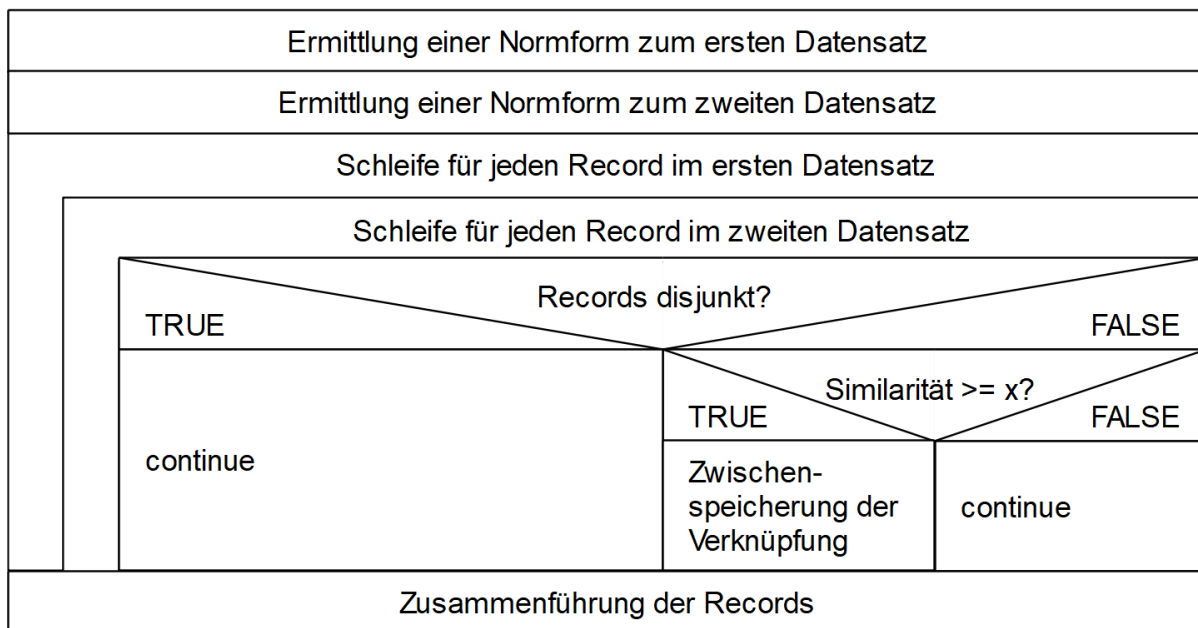 Ermittlung einer Normform zum ersten Datensatz
Ermittlung einer Normform zum zweiten Datensatz
Schleife für jeden Record im ersten Datensatz
Schleife für jeden Record im zweiten Datensatz
Records disjunkt?
TRUE
FALSE
Similarität >= x?
TRUE
FALSE
continue
Zwischen-
speicherung der
Verknüpfung
continue
Zusammenführung der Records